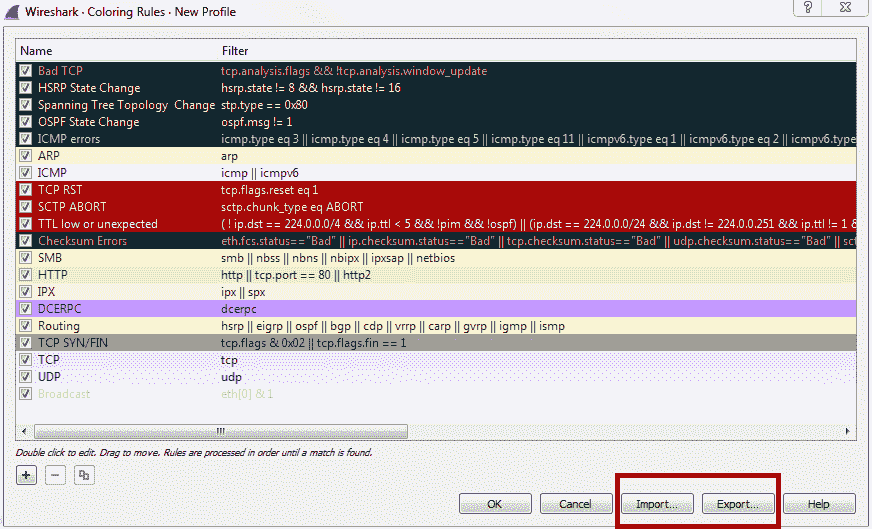 Wireshark · Coloring Rules · New Profile
Name Filter
Bad TCP tcp.analysis.flags && !tcp.analysis.window_update
HSRP State Change hsrp.state != 8 && hsrp.state != 16
Spanning Tree Topology Change stp.type == 0x80
OSPF State Change ospf.msg != 1
ICMP errors icmp.type eq 3 || icmp.type eq 4 || icmp.type eq 5 || icmp.type eq 11 || icmpv6.type eq 1 || icmpv6.type eq 2 || icmpv6.type
ARP arp
ICMP icmp || icmpv6
TCP RST tcp.flags.reset eq 1
SCTP ABORT sctp.chunk_type eq ABORT
TTL low or unexpected ( ! ip.dst == 224.0.0.0/4 && ip.ttl < 5 && !pim && !ospf) || (ip.dst == 224.0.0.0/24 && ip.dst != 224.0.0.251 && ip.ttl != 1 &
Checksum Errors eth.fcs.status=="Bad" || ip.checksum.status=="Bad" || tcp.checksum.status=="Bad" || udp.checksum.status=="Bad" || sct
SMB smb || nbss || nbns || nbipx || ipxsap || netbios
HTTP http || tcp.port == 80 || http2
IPX ipx || spx
DCERPC dcerpc
Routing hsrp || eigrp || ospf || bgp || cdp || vrrp || carp || gvrp || igmp || ismp
TCP SYN/FIN tcp.flags & 0x02 || tcp.flags.fin == 1
TCP tcp
UDP udp
Broadcast eth[0] & 1
Double click to edit. Drag to move. Rules are processed in order until a match is found.
OK Cancel Import... Export... Help